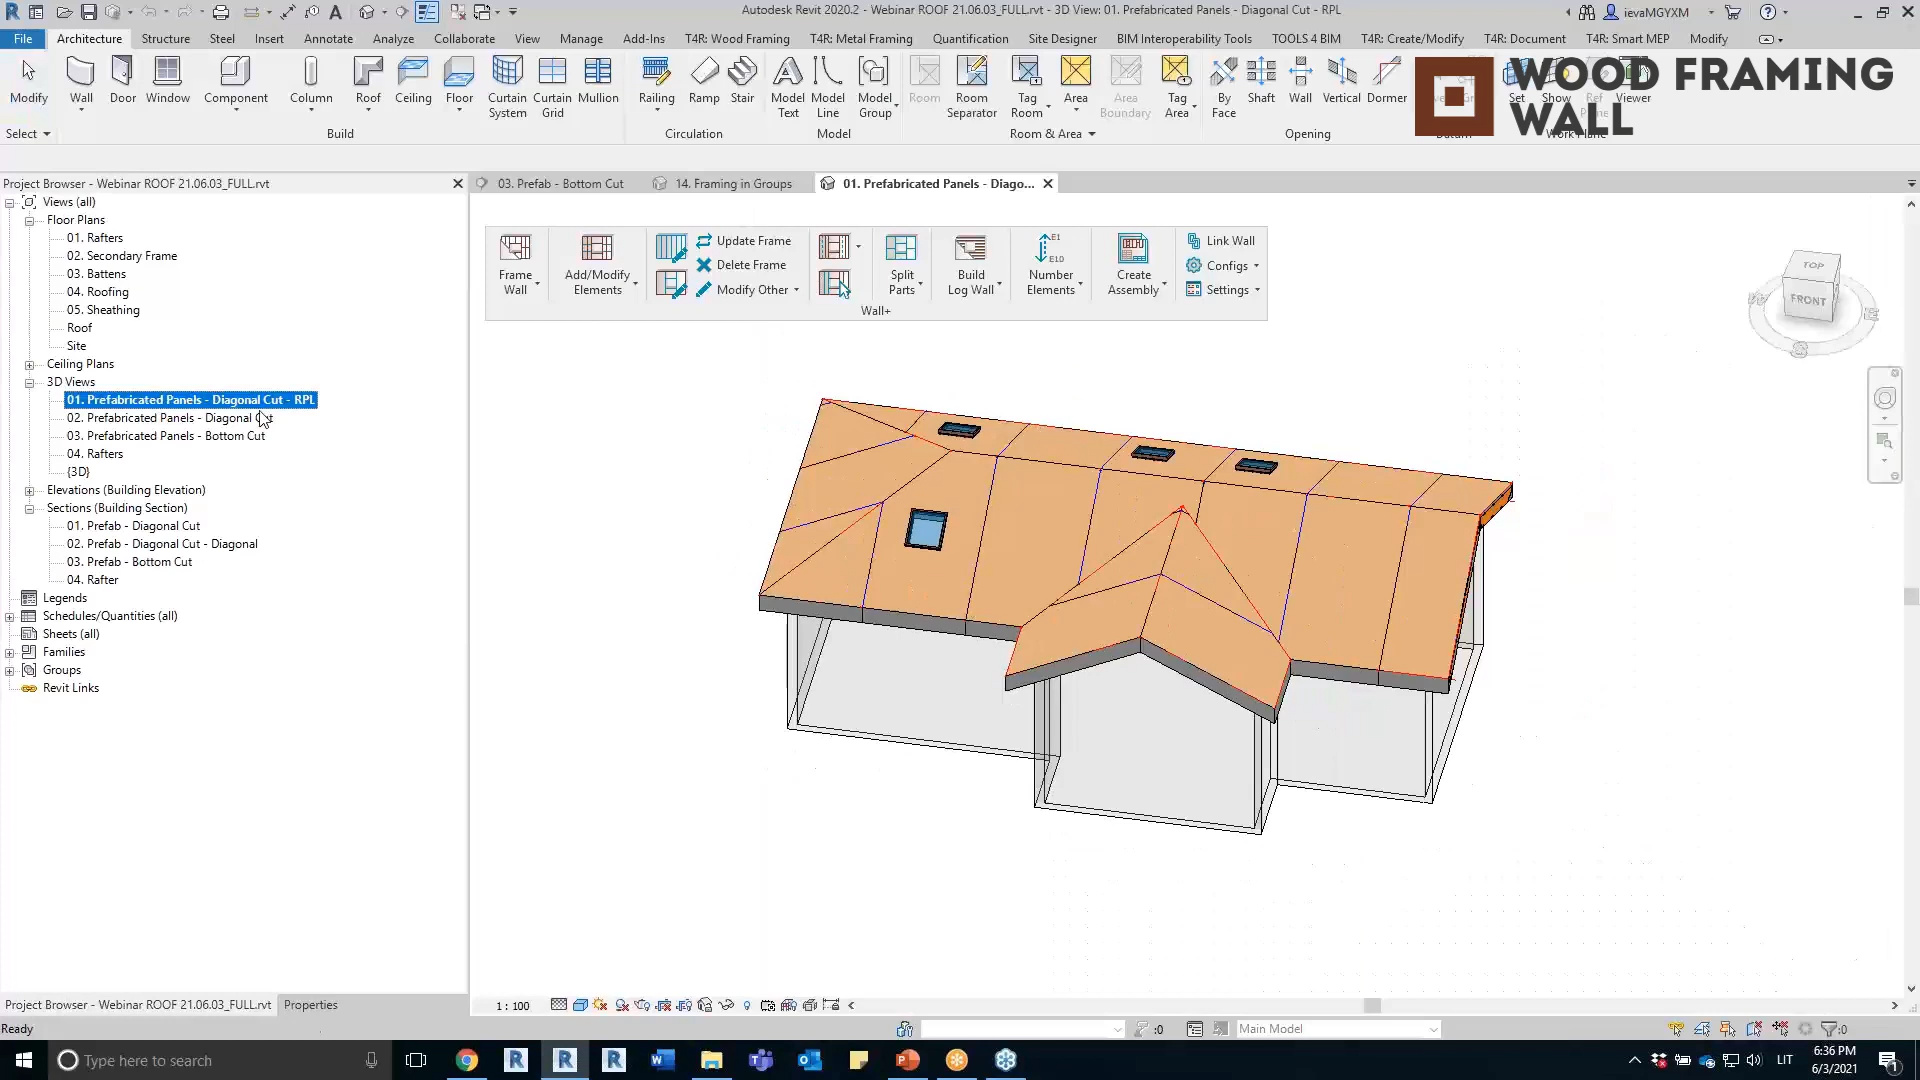 Autodesk Revit 2020.2 - Webinar ROOF 21.06.03_FULL.rvt - 3D View: 01. Prefabricated Panels - Diagonal Cut - RPL
ievaMGYXM
File Architecture Structure Steel Insert Annotate Analyze Collaborate View Manage Add-Ins T4R: Wood Framing T4R: Metal Framing Quantification Site Designer BIM Interoperability Tools TOOLS 4 BIM T4R: Create/Modify T4R: Document T4R: Smart MEP Modify
Modify Wall Door Window Component Column Roof Ceiling Floor Curtain System Curtain Grid Mullion Railing Ramp Stair Model Text Model Line Model Group Room Room Separator Tag Room Area Area Boundary Tag Area By Face Shaft Wall Vertical Dormer Set Show Ref Viewer
WOOD FRAMING
WALL
Select Build Circulation Model Room & Area Opening Work Plane
Project Browser - Webinar ROOF 21.06.03_FULL.rvt
03. Prefab - Bottom Cut 14. Framing in Groups 01. Prefabricated Panels - Diago...
Views (all)
Floor Plans
01. Rafters
02. Secondary Frame
03. Battens
04. Roofing
05. Sheathing
Roof
Site
Ceiling Plans
3D Views
01. Prefabricated Panels - Diagonal Cut - RPL
02. Prefabricated Panels - Diagonal Cut
03. Prefabricated Panels - Bottom Cut
04. Rafters
{3D}
Elevations (Building Elevation)
Sections (Building Section)
01. Prefab - Diagonal Cut
02. Prefab - Diagonal Cut - Diagonal
03. Prefab - Bottom Cut
04. Rafter
Legends
Schedules/Quantities (all)
Sheets (all)
Families
Groups
Revit Links
Frame Wall
Add/Modify Elements
Update Frame
Delete Frame
Modify Other
Split Parts
Build Log Wall
E1
E10
Number Elements
Create Assembly
Link Wall
Configs
Settings
Wall+
TOP
FRONT
S
E
Project Browser - Webinar ROOF 21.06.03_FULL.rvt Properties
1 : 100
Ready
:0
Main Model
:0
Type here to search
LIT
6:36 PM
6/3/2021
1